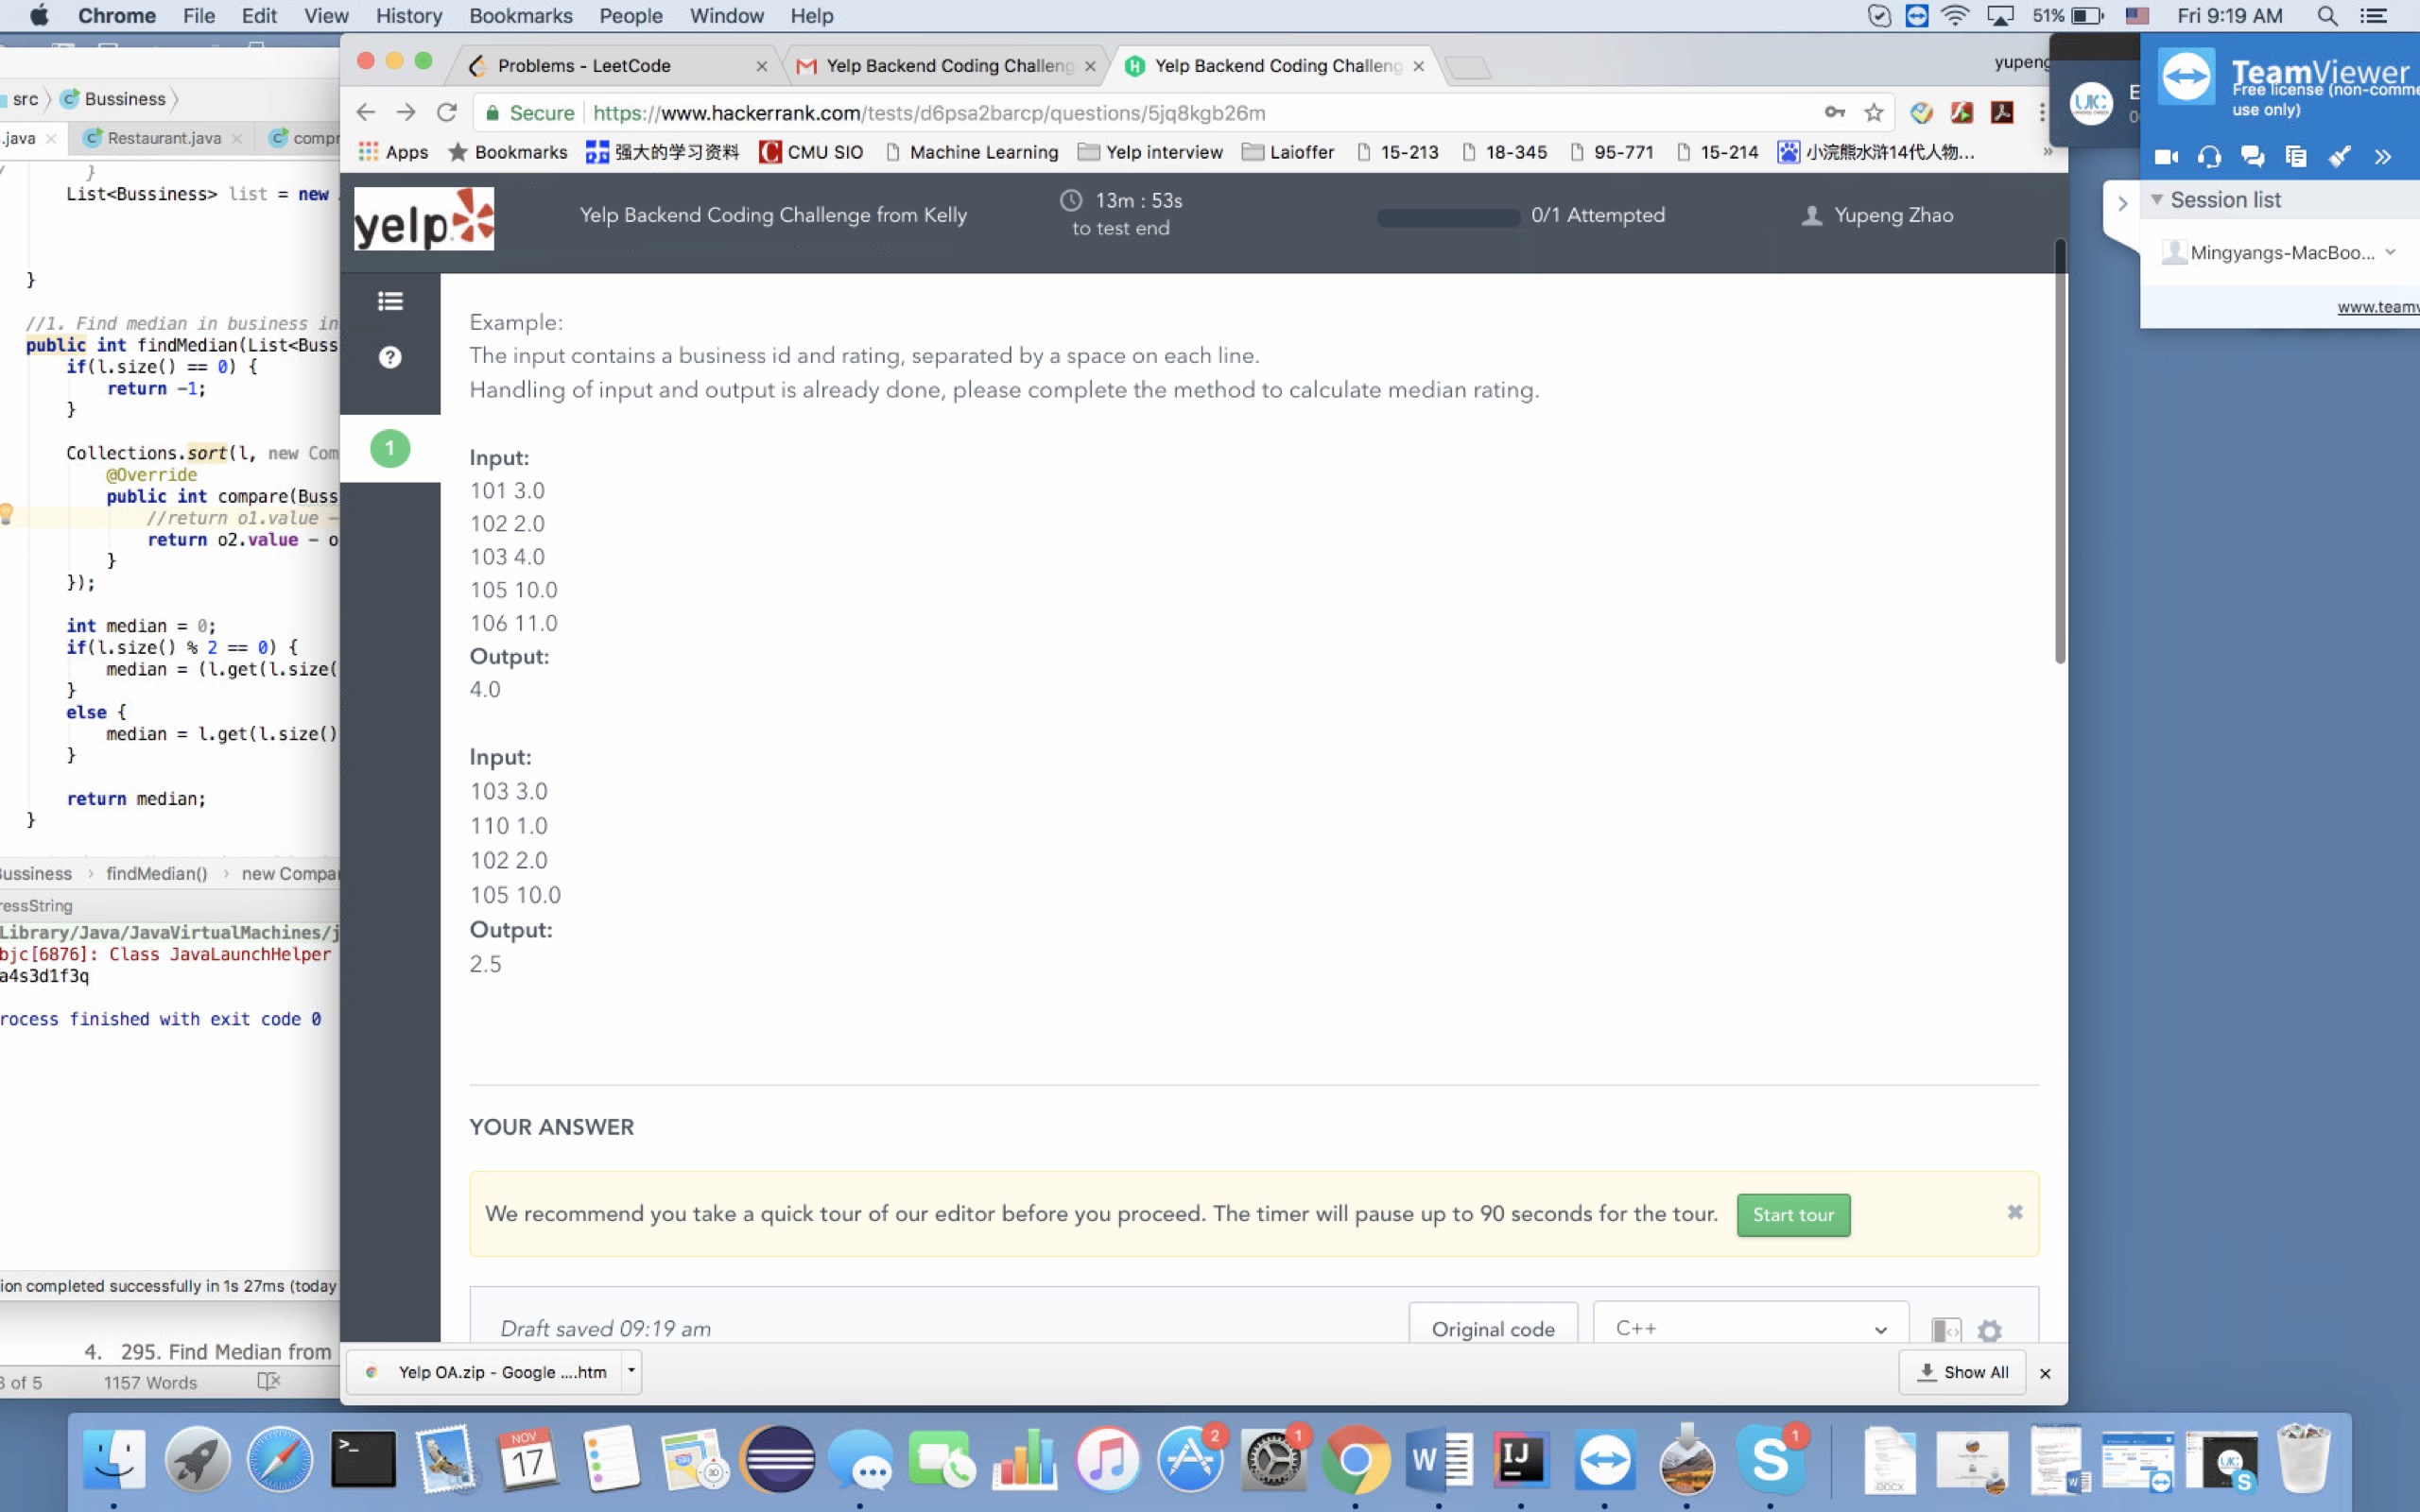 Chrome File Edit View History Bookmarks People Window Help
51% Fri 9:19 AM
Problems - LeetCode
Yelp Backend Coding Challeng
Yelp Backend Coding Challeng
yupeng
Secure https://www.hackerrank.com/tests/d6psa2barcp/questions/5jq8kgb26m
Apps Bookmarks 强大的学习资料 CMU SIO Machine Learning Yelp interview Laioffer 15-213 18-345 95-771 15-214 小浣熊水浒14代人物... »
src Bussiness
.java Restaurant.java compr
}
List<Bussiness> list = new
}
//1. Find median in business in
public int findMedian(List<Buss
if(l.size() == 0) {
return -1;
}
Collections.sort(l, new Com
@Override
public int compare(Buss
//return o1.value -
return o2.value - o
}
});
int median = 0;
if(l.size() % 2 == 0) {
median = (l.get(l.size(
}
else {
median = l.get(l.size()
}
return median;
}
Bussiness › findMedian() › new Compa
ressString
Library/Java/JavaVirtualMachines/j
bjc[6876]: Class JavaLaunchHelper
a4s3d1f3q
rocess finished with exit code 0
ion completed successfully in 1s 27ms (today
4. 295. Find Median from
3 of 5 1157 Words
yelp
Yelp Backend Coding Challenge from Kelly
13m : 53s
to test end
0/1 Attempted
Yupeng Zhao
?
1
Example:
The input contains a business id and rating, separated by a space on each line.
Handling of input and output is already done, please complete the method to calculate median rating.
Input:
101 3.0
102 2.0
103 4.0
105 10.0
106 11.0
Output:
4.0
Input:
103 3.0
110 1.0
102 2.0
105 10.0
Output:
2.5
YOUR ANSWER
We recommend you take a quick tour of our editor before you proceed. The timer will pause up to 90 seconds for the tour.
Start tour
Draft saved 09:19 am
Original code
C++
Yelp OA.zip - Google ....htm
Show All
UK
E
0
TeamViewer
Free license (non-comme
use only)
Session list
Mingyangs-MacBoo...
www.teamv
NOV
17
30
2
1
W
IJ
S
1
DOCX
W
UK
S